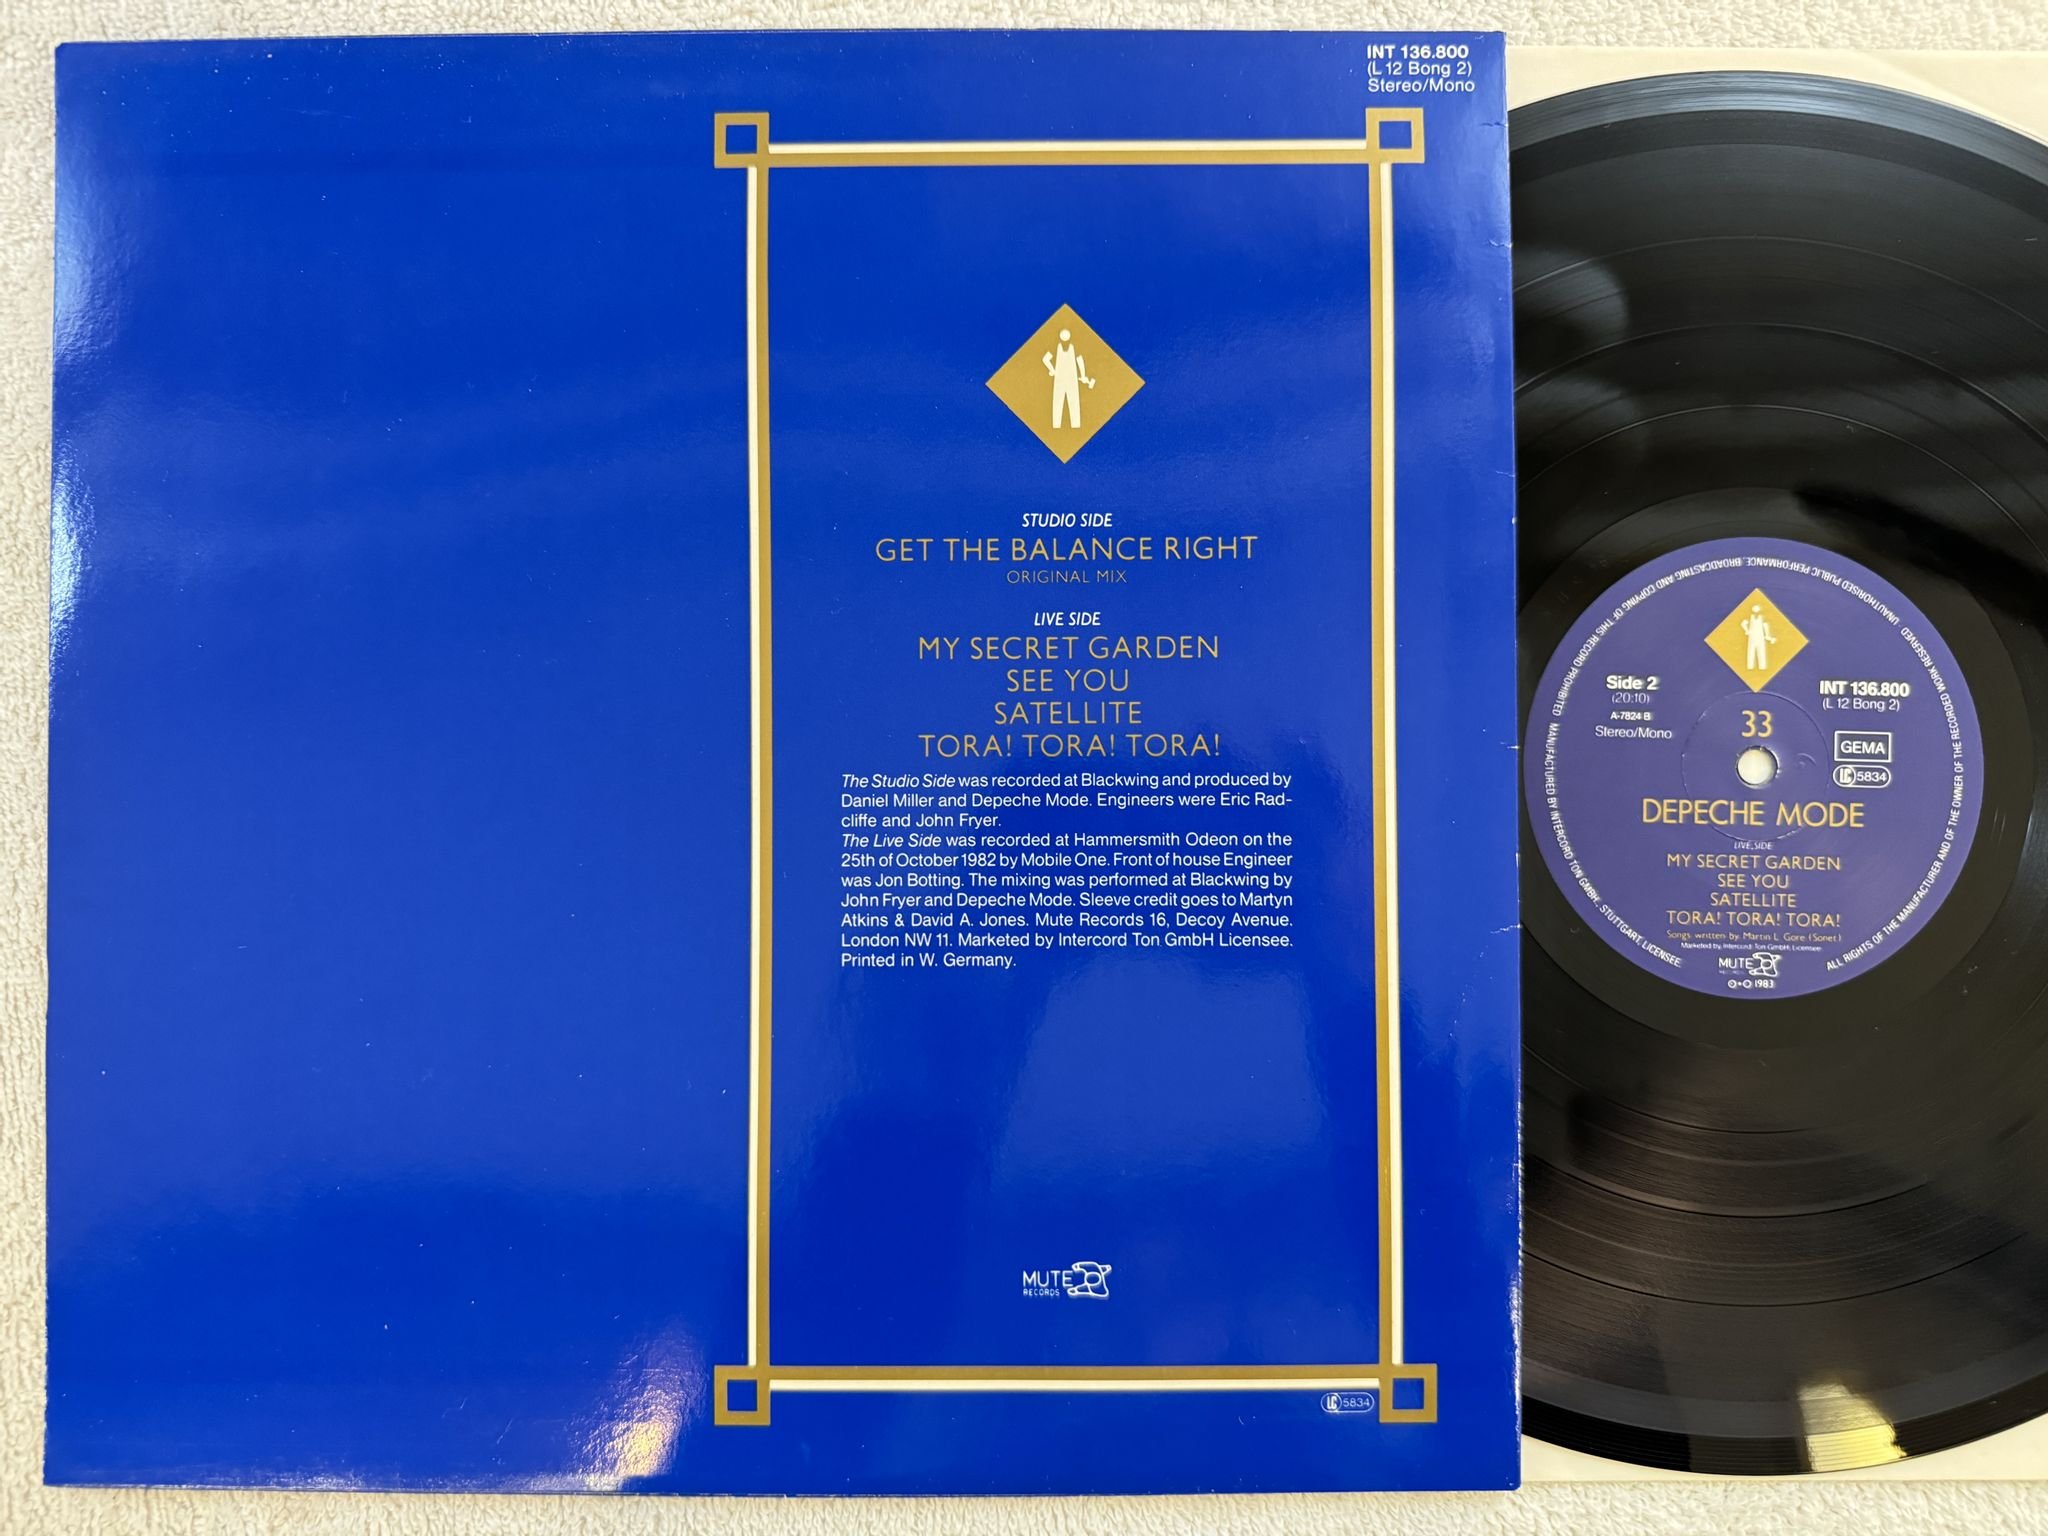 INT 136.800
(L 12 Bong 2)
Stereo/Mono
STUDIO SIDE
GET THE BALANCE RIGHT
ORIGINAL MIX
LIVE SIDE
MY SECRET GARDEN
SEE YOU
SATELLITE
TORA! TORA! TORA!
The Studio Side was recorded at Blackwing and produced by
Daniel Miller and Depeche Mode. Engineers were Eric Rad-
cliffe and John Fryer.
The Live Side was recorded at Hammersmith Odeon on the
25th of October 1982 by Mobile One. Front of house Engineer
was Jon Botting. The mixing was performed at Blackwing by
John Fryer and Depeche Mode. Sleeve credit goes to Martyn
Atkins & David A. Jones. Mute Records 16, Decoy Avenue.
London NW 11. Marketed by Intercord Ton GmbH Licensee.
Printed in W. Germany.
MUTE
RECORDS
LC 5834
MANUFACTURED BY INTERCORD TON GMBH., STUTTGART, LICENSEE
ALL RIGHTS OF THE MANUFACTURER AND OF THE OWNER OF THE RECORDED WORK RESERVED. UNAUTHORISED PUBLIC PERFORMANCE, BROADCASTING AND COPYING OF THIS RECORD PROHIBITED
Side 2
(20:10)
A-7824 B
Stereo/Mono
33
INT 136.800
(L 12 Bong 2)
GEMA
LC 5834
DEPECHE MODE
LIVE SIDE
MY SECRET GARDEN
SEE YOU
SATELLITE
TORA! TORA! TORA!
Songs written by Martin L. Gore (Sonet)
Marketed by Intercord Ton GmbH Licensee
MUTE
RECORDS
1983